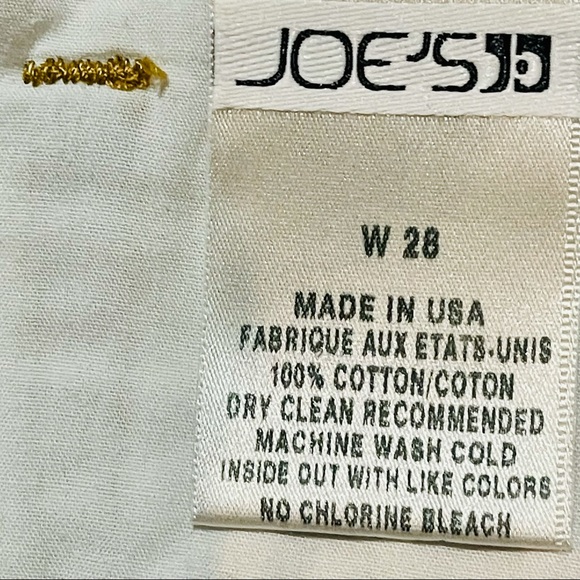 JOE'S
W 28
MADE IN USA
FABRIQUE AUX ETATS-UNIS
100% COTTON/COTON
DRY CLEAN RECOMMENDED
MACHINE WASH COLD
INSIDE OUT WITH LIKE COLORS
NO CHLORINE BLEACH